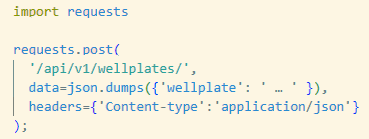 import requests
requests.post(
'/api/v1/wellplates/',
data=json.dumps({'wellplate': ' … ' }),
headers={'Content-type':'application/json'}
);